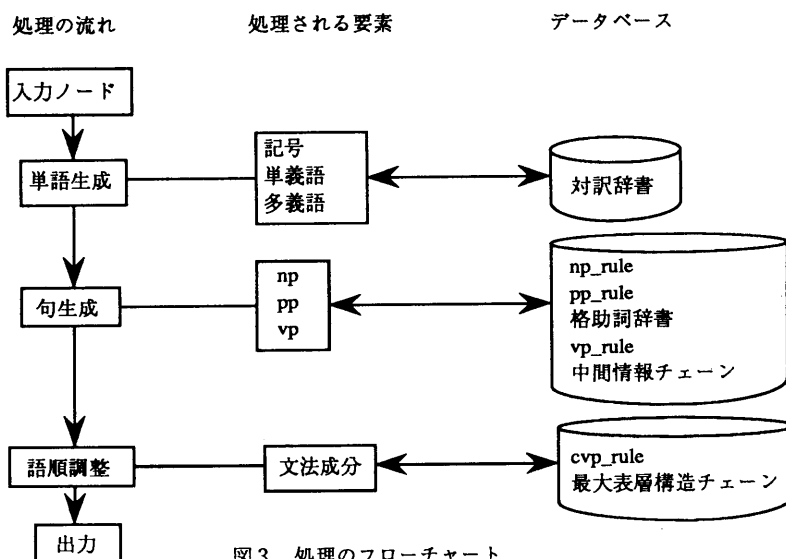 処理の流れ
処理される要素
データベース
入力ノード
単語生成
記号
単義語
多義語
対訳辞書
句生成
np
pp
vp
np_rule
pp_rule
格助詞辞書
vp_rule
中間情報チェーン
語順調整
文法成分
cvp_rule
最大表層構造チェーン
出力
図3 処理のフローチャート